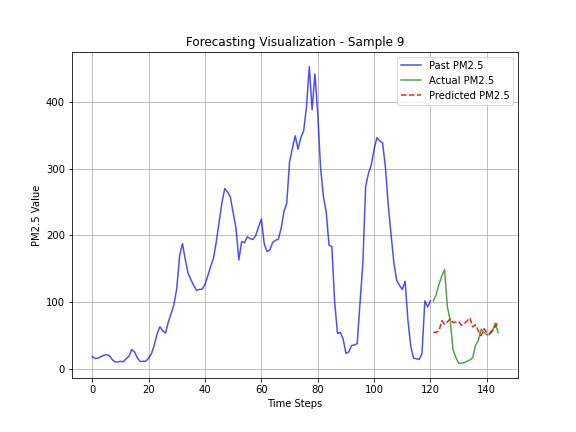 Forecasting Visualization - Sample 9
Past PM2.5
Actual PM2.5
Predicted PM2.5
400
300
200
100
0
PM2.5 Value
0 20 40 60 80 100 120 140
Time Steps